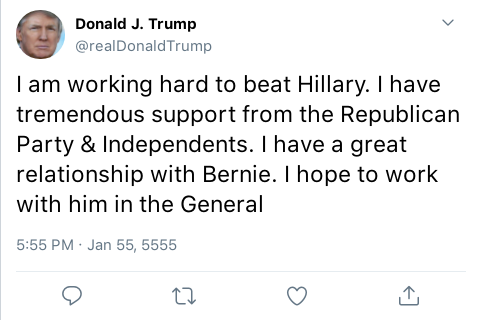 Donald J. Trump
@realDonaldTrump
I am working hard to beat Hillary. I have
tremendous support from the Republican
Party & Independents. I have a great
relationship with Bernie. I hope to work
with him in the General
5:55 PM · Jan 55, 5555